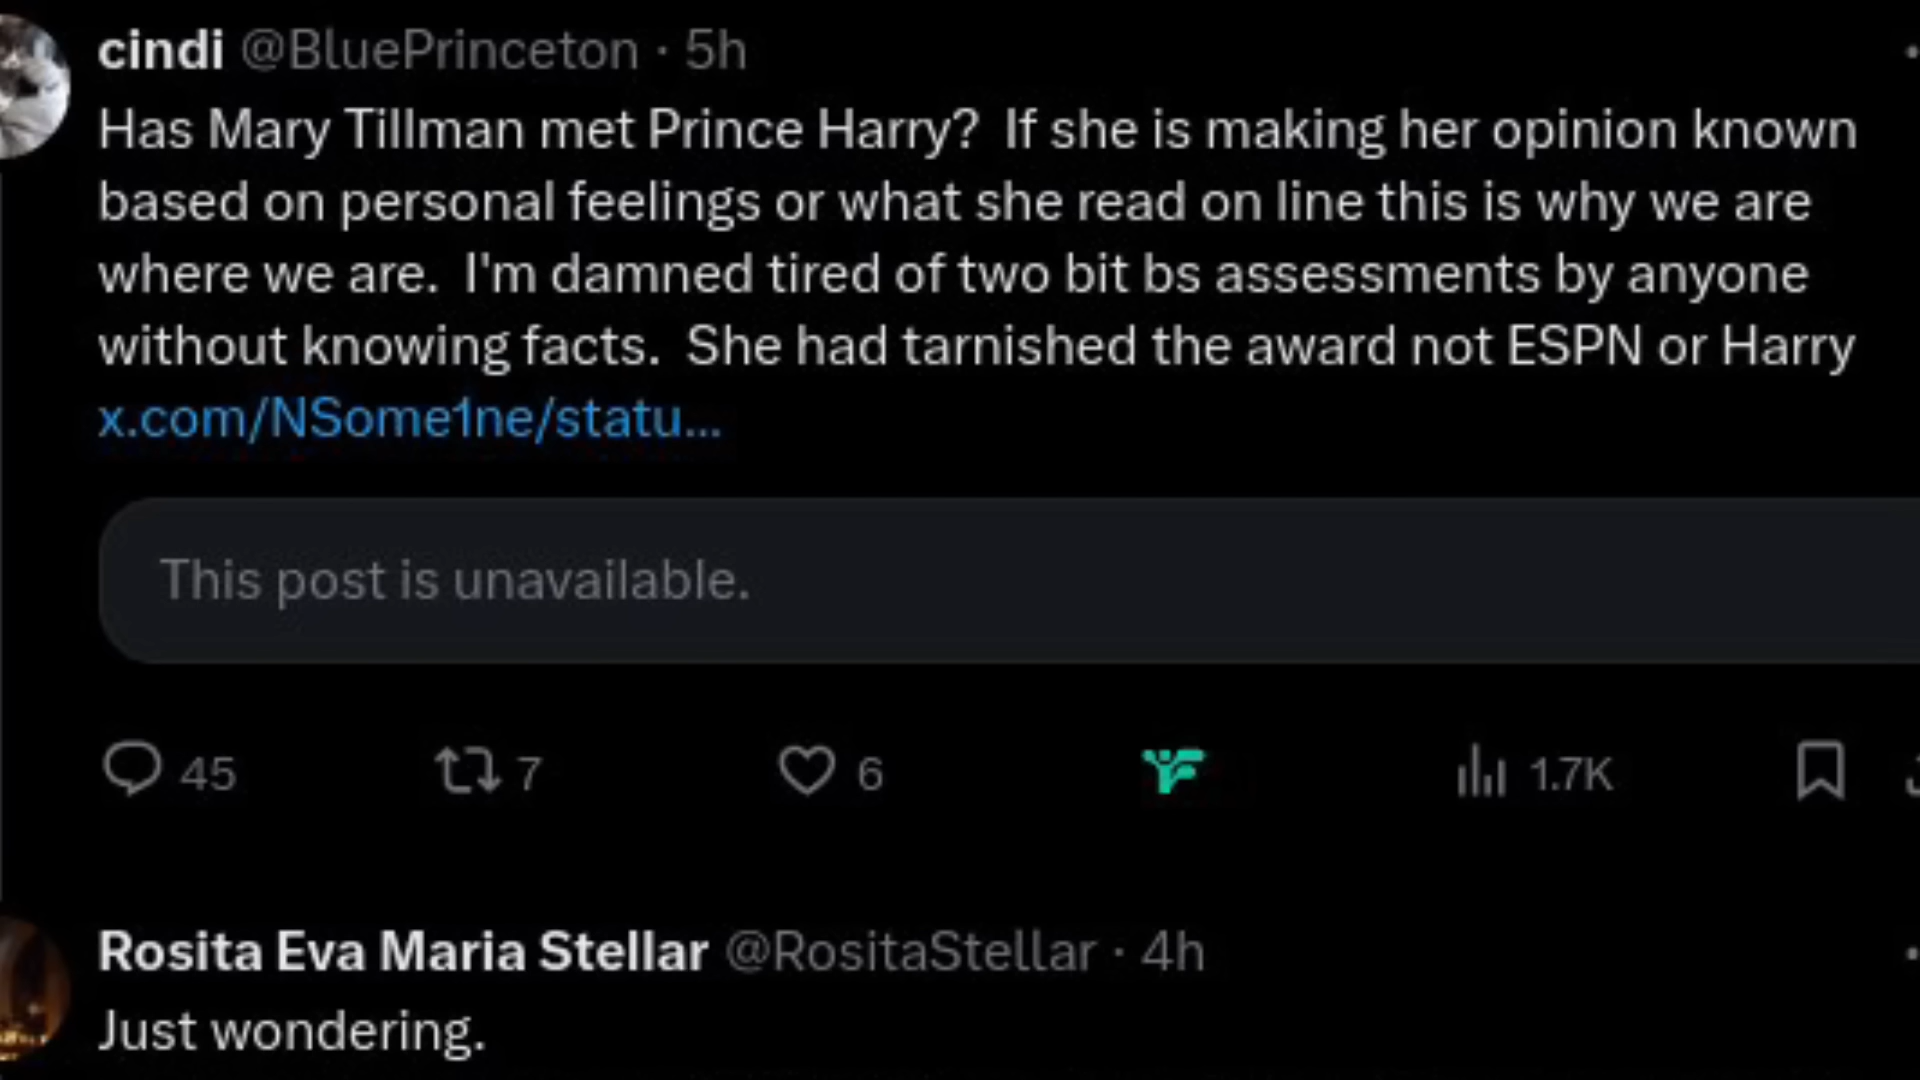 cindi @BluePrinceton · 5h
Has Mary Tillman met Prince Harry?  If she is making her opinion known
based on personal feelings or what she read on line this is why we are
where we are.  I'm damned tired of two bit bs assessments by anyone
without knowing facts.  She had tarnished the award not ESPN or Harry
x.com/NSome1ne/statu...
This post is unavailable.
45 7 6 1.7K
Rosita Eva Maria Stellar @RositaStellar · 4h
Just wondering.